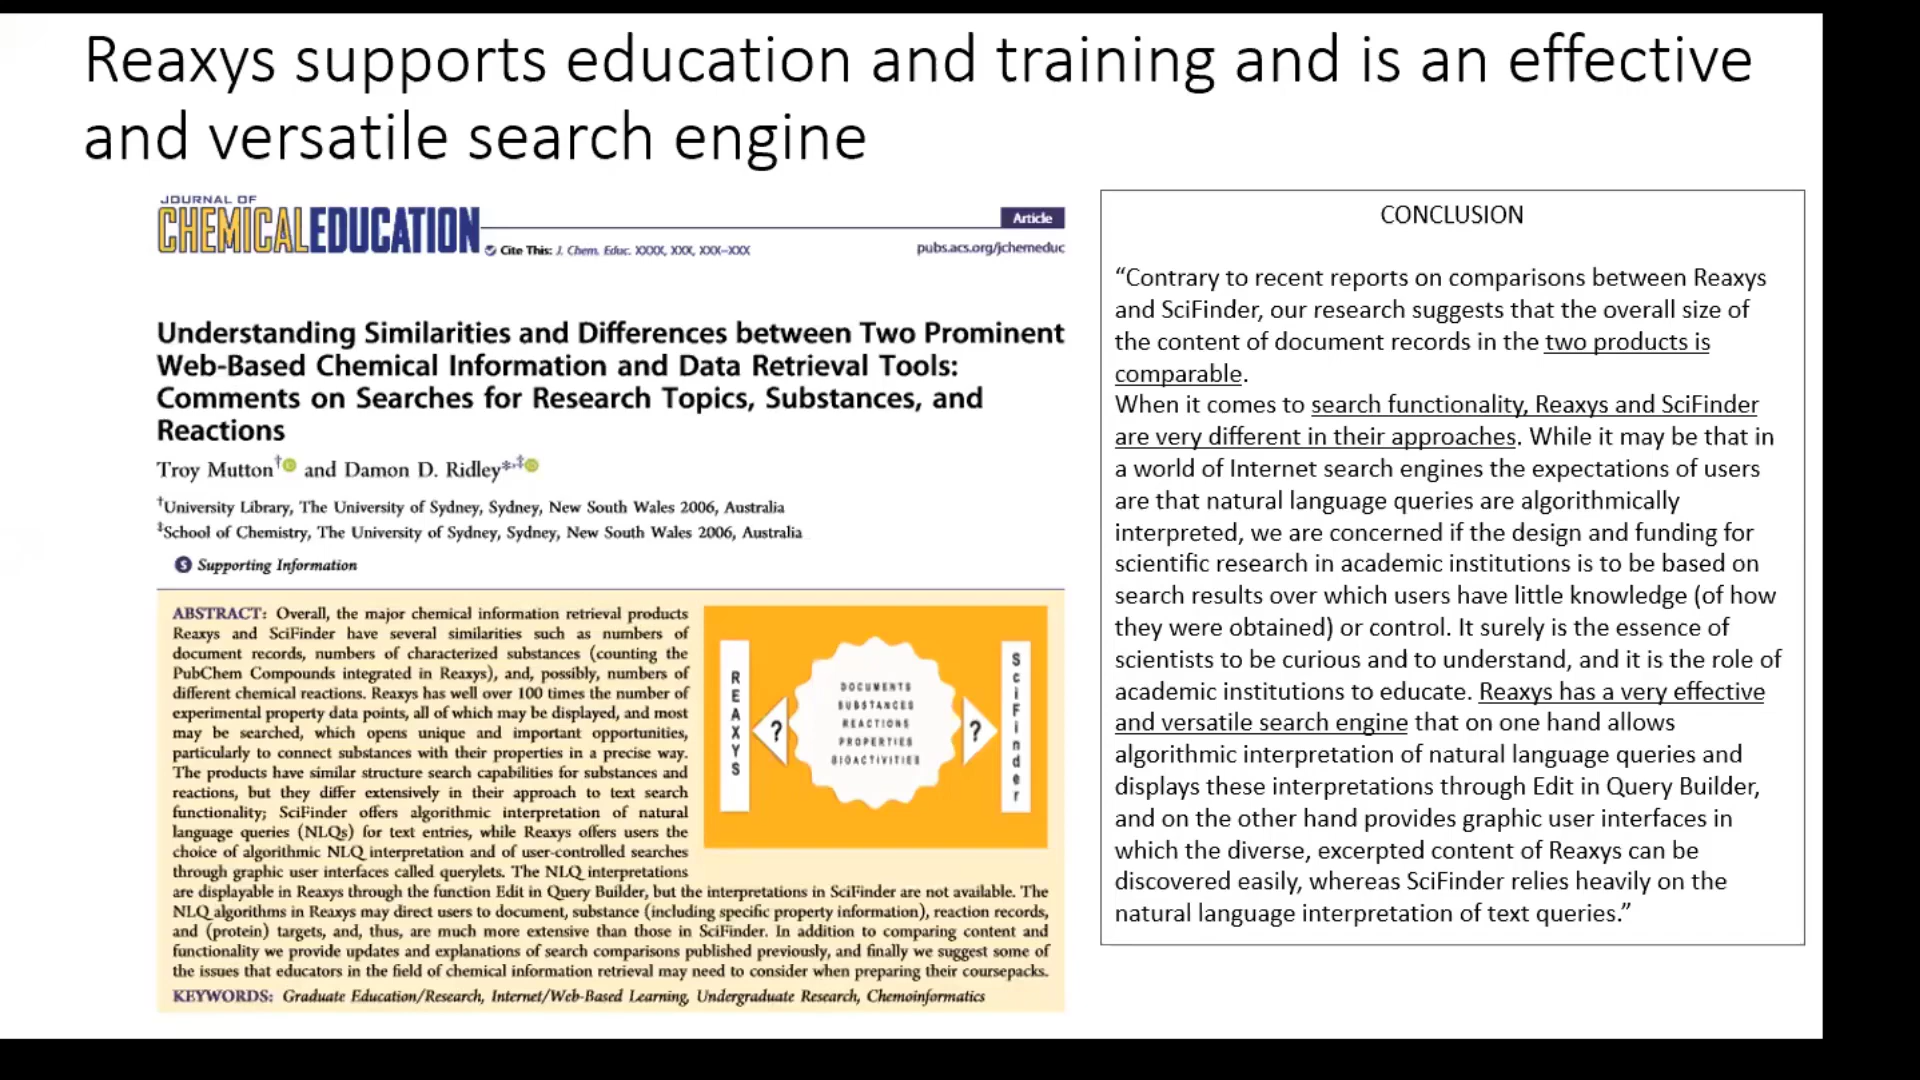 Reaxys supports education and training and is an effective
and versatile search engine
JOURNAL OF
CHEMICALEDUCATION
Article
Cite This: J. Chem. Educ. XXXX, XXX, XXX−XXX
pubs.acs.org/jchemeduc
Understanding Similarities and Differences between Two Prominent
Web-Based Chemical Information and Data Retrieval Tools:
Comments on Searches for Research Topics, Substances, and
Reactions
Troy Mutton† and Damon D. Ridley*,‡
†University Library, The University of Sydney, Sydney, New South Wales 2006, Australia
‡School of Chemistry, The University of Sydney, Sydney, New South Wales 2006, Australia
S Supporting Information
ABSTRACT: Overall, the major chemical information retrieval products
Reaxys and SciFinder have several similarities such as numbers of
document records, numbers of characterized substances (counting the
PubChem Compounds integrated in Reaxys), and, possibly, numbers of
different chemical reactions. Reaxys has well over 100 times the number of
experimental property data points, all of which may be displayed, and most
may be searched, which opens unique and important opportunities,
particularly to connect substances with their properties in a precise way.
The products have similar structure search capabilities for substances and
reactions, but they differ extensively in their approach to text search
functionality; SciFinder offers algorithmic interpretation of natural
language queries (NLQs) for text entries, while Reaxys offers users the
choice of algorithmic NLQ interpretation and of user-controlled searches
through graphic user interfaces called querylets. The NLQ interpretations
are displayable in Reaxys through the function Edit in Query Builder, but the interpretations in SciFinder are not available. The
NLQ algorithms in Reaxys may direct users to document, substance (including specific property information), reaction records,
and (protein) targets, and, thus, are much more extensive than those in SciFinder. In addition to comparing content and
functionality we provide updates and explanations of search comparisons published previously, and finally we suggest some of
the issues that educators in the field of chemical information retrieval may need to consider when preparing their coursepacks.
KEYWORDS: Graduate Education/Research, Internet/Web-Based Learning, Undergraduate Research, Chemoinformatics
REAXYS
?
DOCUMENTS
SUBSTANCES
REACTIONS
PROPERTIES
BIOACTIVITIES
?
SciFinder
CONCLUSION
“Contrary to recent reports on comparisons between Reaxys
and SciFinder, our research suggests that the overall size of
the content of document records in the two products is
comparable.
When it comes to search functionality, Reaxys and SciFinder
are very different in their approaches. While it may be that in
a world of Internet search engines the expectations of users
are that natural language queries are algorithmically
interpreted, we are concerned if the design and funding for
scientific research in academic institutions is to be based on
search results over which users have little knowledge (of how
they were obtained) or control. It surely is the essence of
scientists to be curious and to understand, and it is the role of
academic institutions to educate. Reaxys has a very effective
and versatile search engine that on one hand allows
algorithmic interpretation of natural language queries and
displays these interpretations through Edit in Query Builder,
and on the other hand provides graphic user interfaces in
which the diverse, excerpted content of Reaxys can be
discovered easily, whereas SciFinder relies heavily on the
natural language interpretation of text queries.”